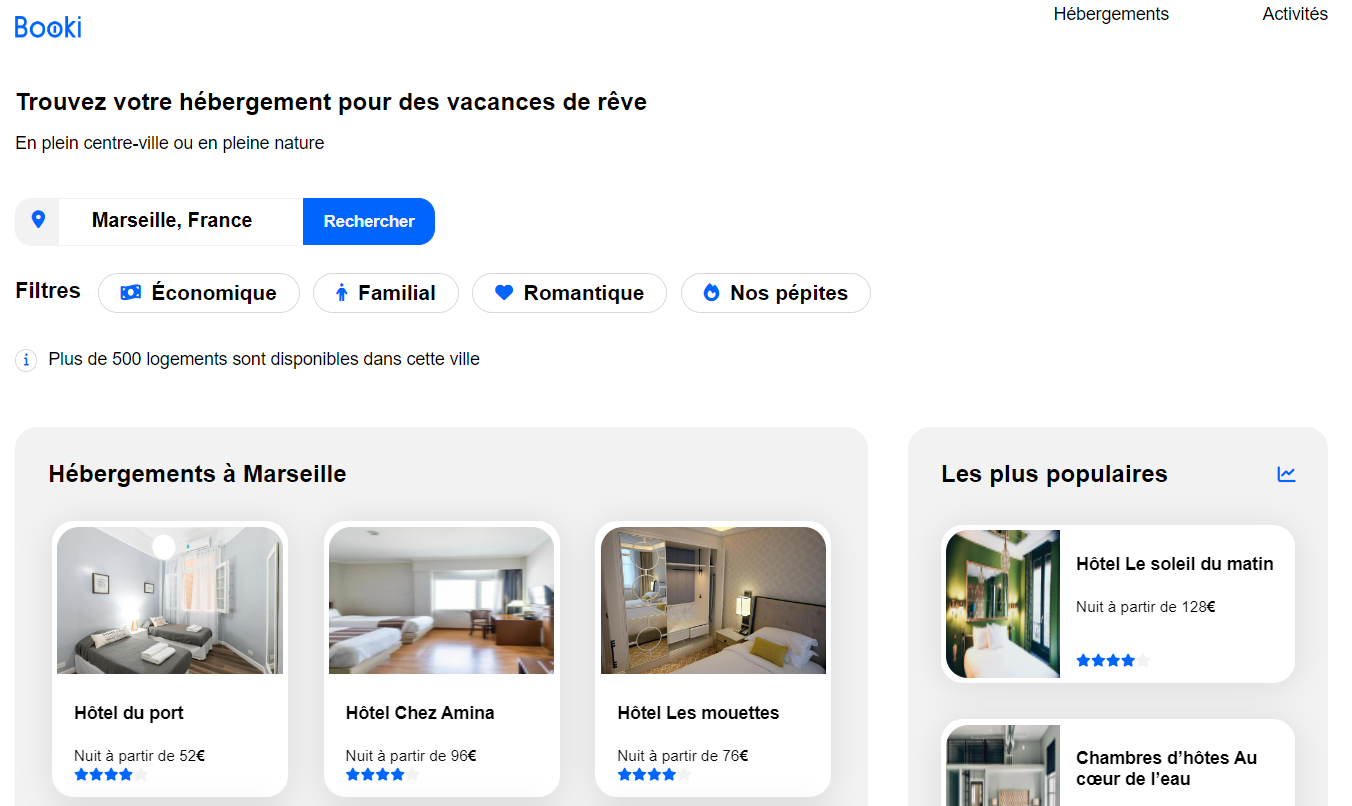 Booki
Hébergements
Activités
Trouvez votre hébergement pour des vacances de rêve
En plein centre-ville ou en pleine nature
Marseille, France
Rechercher
Filtres
Économique
Familial
Romantique
Nos pépites
Plus de 500 logements sont disponibles dans cette ville
Hébergements à Marseille
Hôtel du port
Nuit à partir de 52€
Hôtel Chez Amina
Nuit à partir de 96€
Hôtel Les mouettes
Nuit à partir de 76€
Les plus populaires
Hôtel Le soleil du matin
Nuit à partir de 128€
Chambres d’hôtes Au
cœur de l’eau